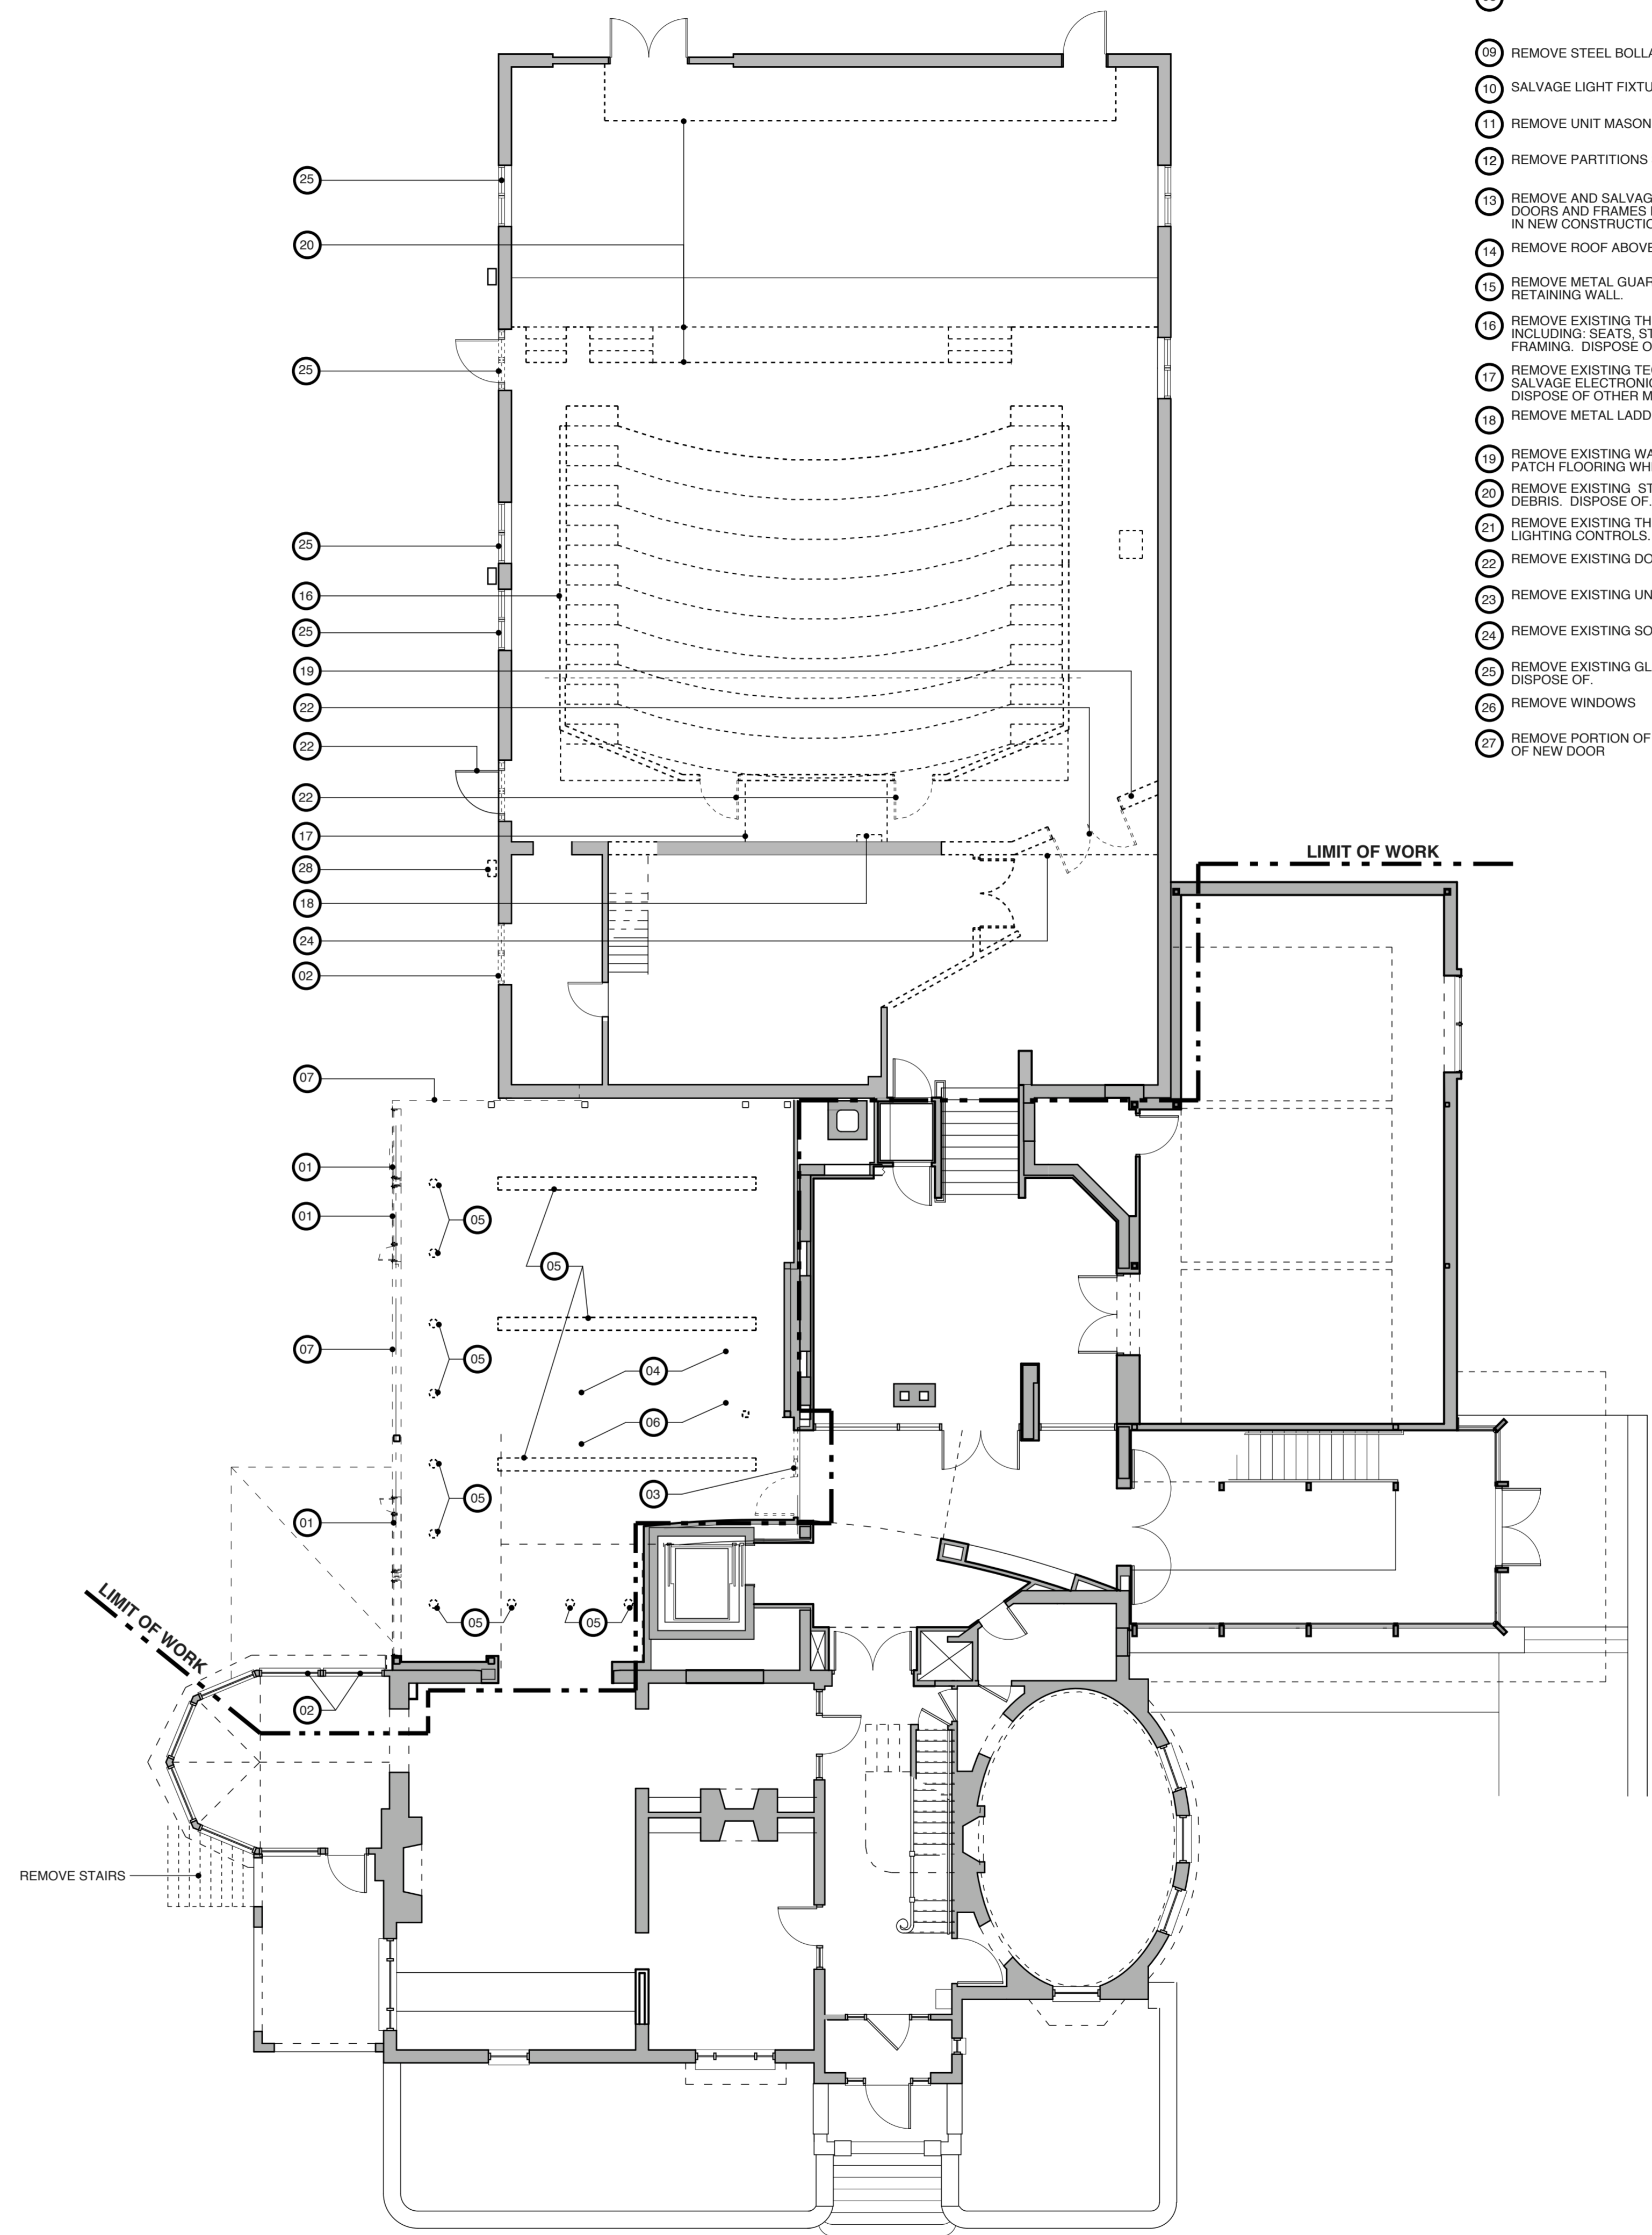 09 REMOVE STEEL BOLLA
10 SALVAGE LIGHT FIXTU
11 REMOVE UNIT MASON
12 REMOVE PARTITIONS
13 REMOVE AND SALVAG
DOORS AND FRAMES
IN NEW CONSTRUCTIO
14 REMOVE ROOF ABOVE
15 REMOVE METAL GUAR
RETAINING WALL.
16 REMOVE EXISTING TH
INCLUDING: SEATS, ST
FRAMING. DISPOSE O
17 REMOVE EXISTING TEC
SALVAGE ELECTRONIC
DISPOSE OF OTHER M
18 REMOVE METAL LADD
19 REMOVE EXISTING WA
PATCH FLOORING WHE
20 REMOVE EXISTING ST
DEBRIS. DISPOSE OF.
21 REMOVE EXISTING TH
LIGHTING CONTROLS.
22 REMOVE EXISTING DO
23 REMOVE EXISTING UN
24 REMOVE EXISTING SO
25 REMOVE EXISTING GL
DISPOSE OF.
26 REMOVE WINDOWS
27 REMOVE PORTION OF
OF NEW DOOR
25
20
25
25
16
25
19
22
22
22
17
28
18
24
02
LIMIT OF WORK
07
01
01
05
05
07
05
04
06
05
03
01
05
05
LIMIT OF WORK
02
REMOVE STAIRS